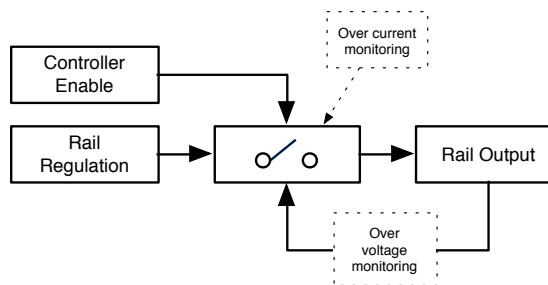 Over current
monitoring
Controller
Enable
Rail
Regulation
Rail Output
Over
voltage
monitoring